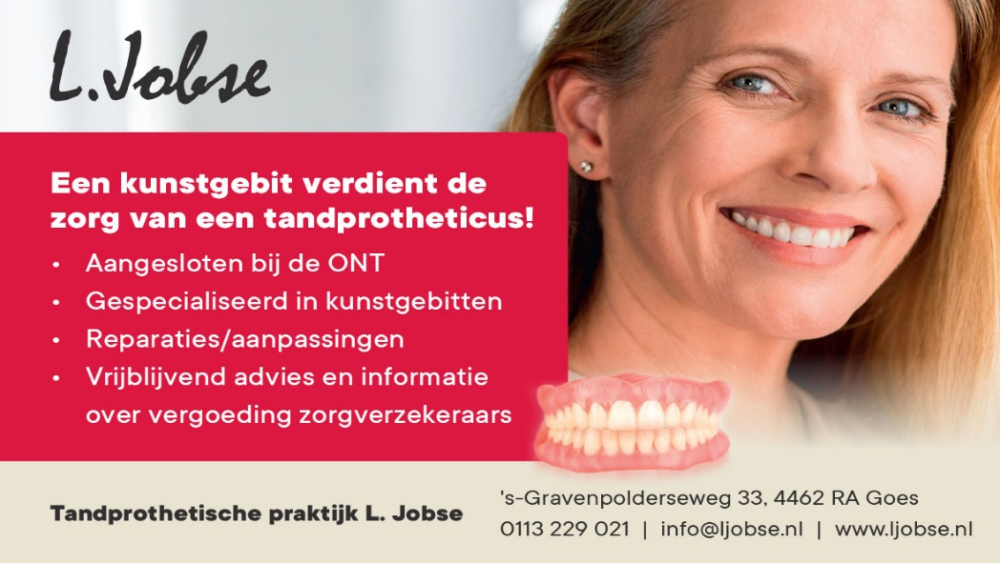 L. Jobse
Een kunstgebit verdient de
zorg van een tandprotheticus!
• Aangesloten bij de ONT
• Gespecialiseerd in kunstgebitten
• Reparaties/aanpassingen
• Vrijblijvend advies en informatie
over vergoeding zorgverzekeraars
Tandprothetische praktijk L. Jobse
's-Gravenpolderseweg 33, 4462 RA Goes
0113 229 021 | info@ljobse.nl | www.ljobse.nl